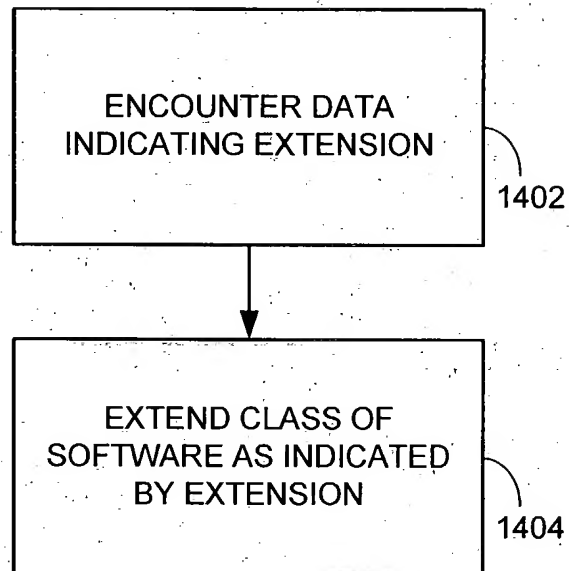 ENCOUNTER DATA
INDICATING EXTENSION
1402
EXTEND CLASS OF
SOFTWARE AS INDICATED
BY EXTENSION
1404